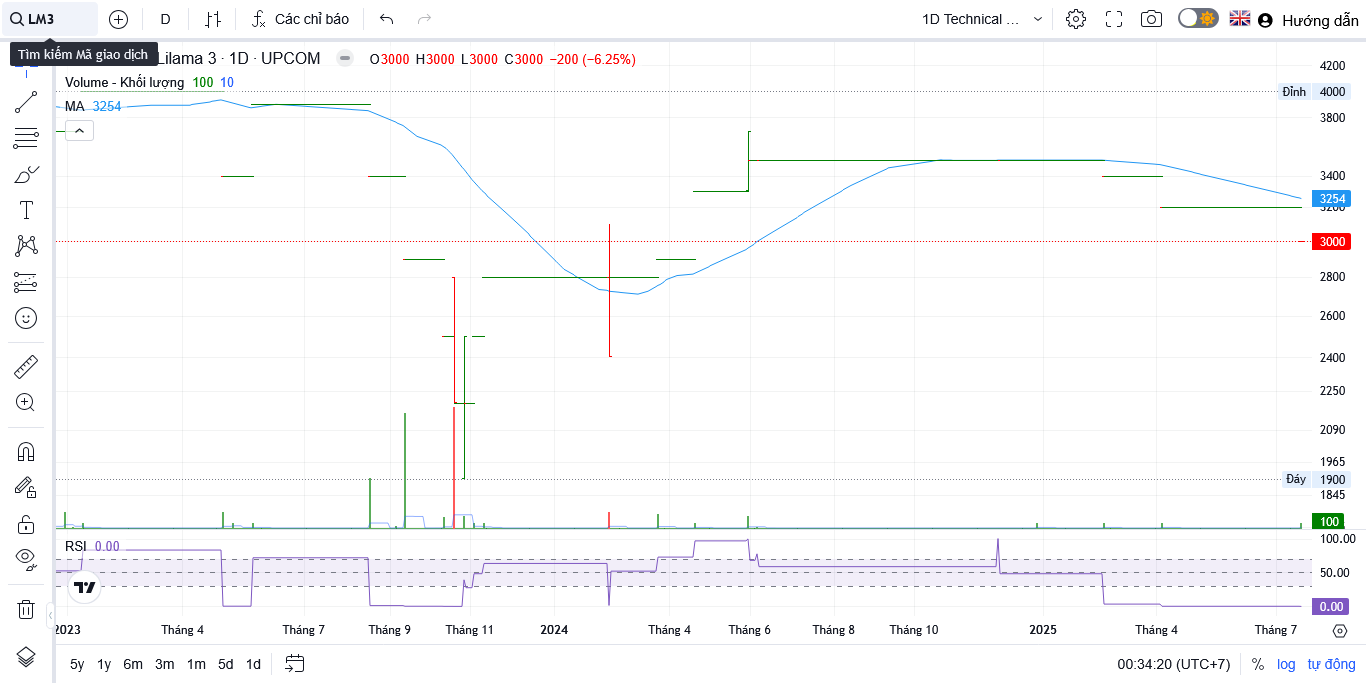 LM3
D
Các chỉ báo
1D Technical ...
Hướng dẫn
Tìm kiếm Mã giao dịch
Lilama 3 · 1D · UPCOM
O3000 H3000 L3000 C3000 −200 (−6.25%)
Volume - Khối lượng 100 10
MA 3254
4200
Đỉnh 4000
3800
3400
3254
3200
3000
2800
2600
2400
2250
2090
1965
Đáy 1900
1845
100
RSI 0.00
100.00
50.00
0.00
2023 Tháng 4 Tháng 7 Tháng 9 Tháng 11 2024 Tháng 4 Tháng 6 Tháng 8 Tháng 10 2025 Tháng 4 Tháng 7
5y 1y 6m 3m 1m 5d 1d
00:34:20 (UTC+7) % log tự động